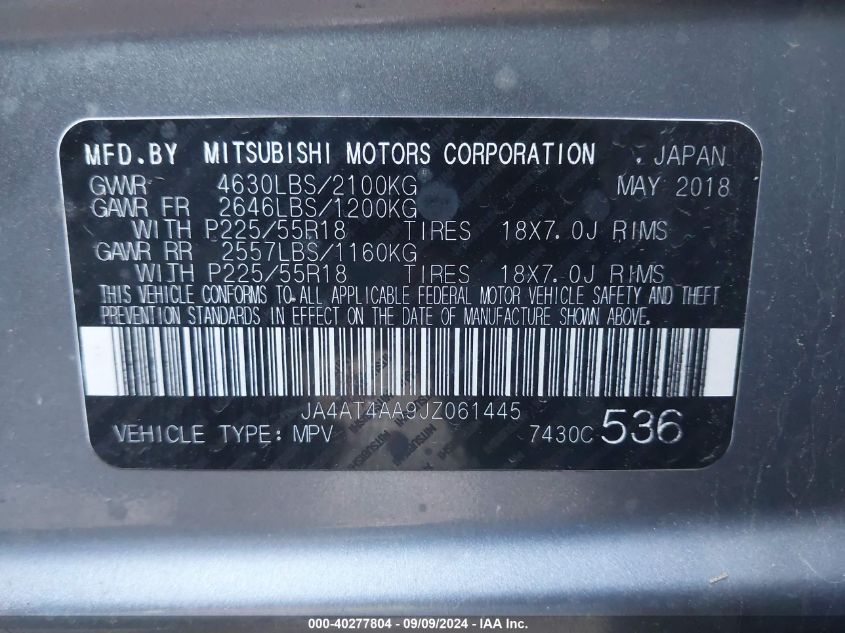 MFD.BY MITSUBISHI MOTORS CORPORATION . JAPAN
GVWR 4630LBS/2100KG MAY 2018
GAWR FR 2646LBS/1200KG
WITH P225/55R18 TIRES 18X7.0J RIMS
GAWR RR 2557LBS/1160KG
WITH P225/55R18 TIRES 18X7.0J RIMS
THIS VEHICLE CONFORMS TO ALL APPLICABLE FEDERAL MOTOR VEHICLE SAFETY AND THEFT
PREVENTION STANDARDS IN EFFECT ON THE DATE OF MANUFACTURE SHOWN ABOVE.
JA4AT4AA9JZ061445
VEHICLE TYPE: MPV 7430C 536
000-40277804 - 09/09/2024 - IAA Inc.